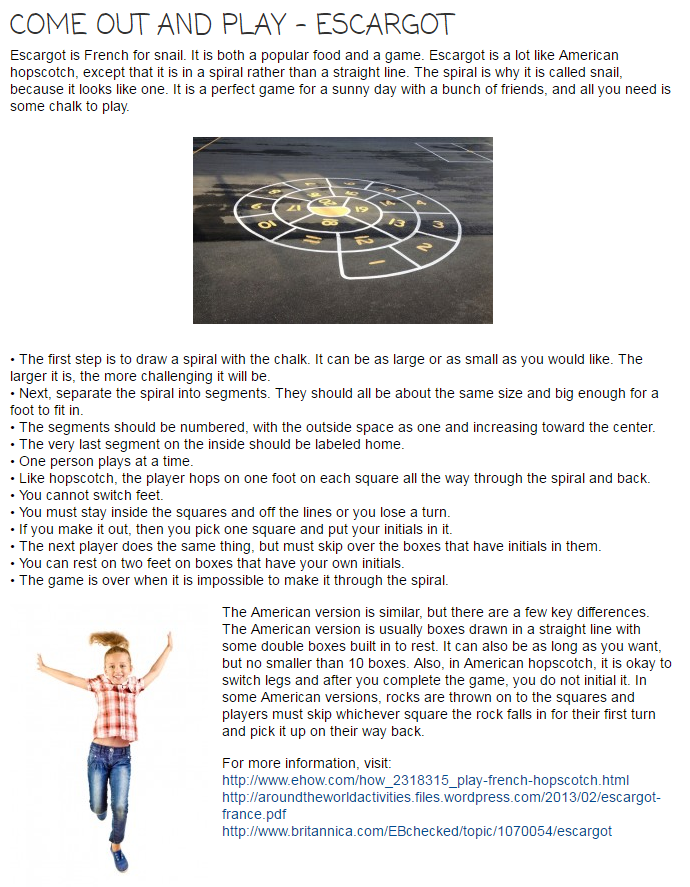 COME OUT AND PLAY - ESCARGOT
Escargot is French for snail. It is both a popular food and a game. Escargot is a lot like American
hopscotch, except that it is in a spiral rather than a straight line. The spiral is why it is called snail,
because it looks like one. It is a perfect game for a sunny day with a bunch of friends, and all you need is
some chalk to play.
17
19
14
4
9
10
18
13
3
11
12
2
1
• The first step is to draw a spiral with the chalk. It can be as large or as small as you would like. The
larger it is, the more challenging it will be.
• Next, separate the spiral into segments. They should all be about the same size and big enough for a
foot to fit in.
• The segments should be numbered, with the outside space as one and increasing toward the center.
• The very last segment on the inside should be labeled home.
• One person plays at a time.
• Like hopscotch, the player hops on one foot on each square all the way through the spiral and back.
• You cannot switch feet.
• You must stay inside the squares and off the lines or you lose a turn.
• If you make it out, then you pick one square and put your initials in it.
• The next player does the same thing, but must skip over the boxes that have initials in them.
• You can rest on two feet on boxes that have your own initials.
• The game is over when it is impossible to make it through the spiral.
The American version is similar, but there are a few key differences.
The American version is usually boxes drawn in a straight line with
some double boxes built in to rest. It can also be as long as you want,
but no smaller than 10 boxes. Also, in American hopscotch, it is okay to
switch legs and after you complete the game, you do not initial it. In
some American versions, rocks are thrown on to the squares and
players must skip whichever square the rock falls in for their first turn
and pick it up on their way back.
For more information, visit:
http://www.ehow.com/how_2318315_play-french-hopscotch.html
http://aroundtheworldactivities.files.wordpress.com/2013/02/escargot-
france.pdf
http://www.britannica.com/EBchecked/topic/1070054/escargot